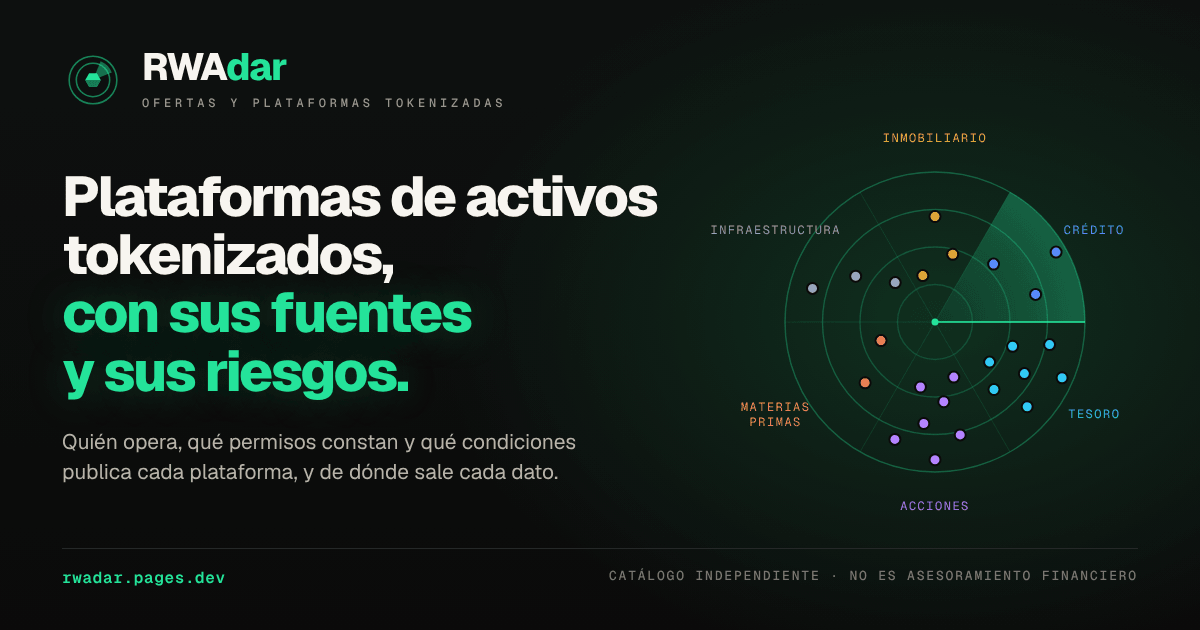 RWAdar
OFERTAS Y PLATAFORMAS TOKENIZADAS
Plataformas de activos
tokenizados,
con sus fuentes
y sus riesgos.
Quién opera, qué permisos constan y qué condiciones
publica cada plataforma, y de dónde sale cada dato.
INMOBILIARIO
INFRAESTRUCTURA
CRÉDITO
MATERIAS
PRIMAS
TESORO
ACCIONES
rwadar.pages.dev
CATÁLOGO INDEPENDIENTE · NO ES ASESORAMIENTO FINANCIERO